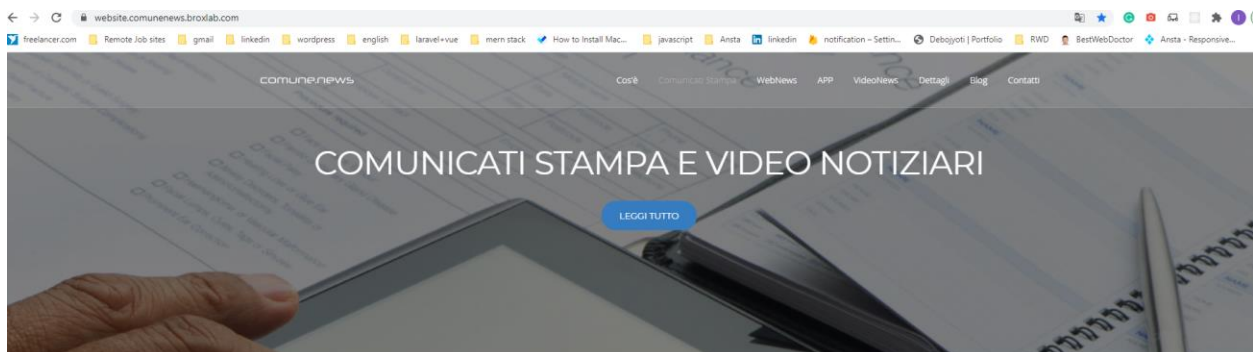 website.comunenews.broxlab.com
freelancer.com Remote Job sites gmail linkedin wordpress english laravel+vue mern stack How to Install Mac... javascript Ansta linkedin notification – Settin... Debojyoti | Portfolio RWD BestWebDoctor Ansta - Responsive...
comune.news Cos'è Comunicati Stampa WebNews APP VideoNews Dettagli Blog Contatti
COMUNICATI STAMPA E VIDEO NOTIZIARI
LEGGI TUTTO